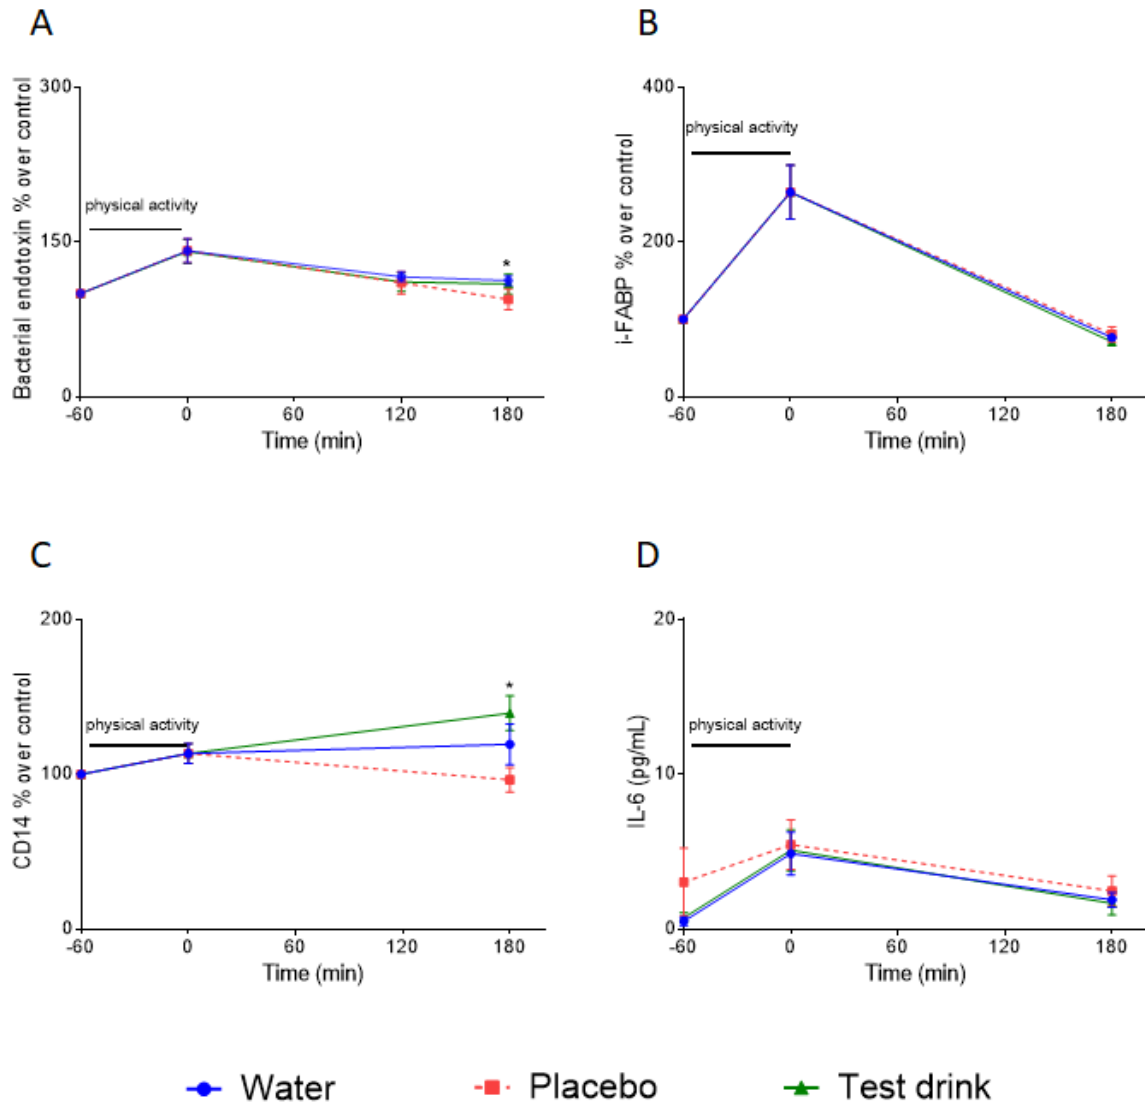 A
Bacterial endotoxin % over control
300
150
0
physical activity
*
-60 0 60 120 180
Time (min)
B
i-FABP % over control
400
200
0
physical activity
-60 0 60 120 180
Time (min)
C
CD14 % over control
200
100
0
physical activity
*
-60 0 60 120 180
Time (min)
D
IL-6 (pg/mL)
20
10
0
physical activity
-60 0 60 120 180
Time (min)
Water Placebo Test drink